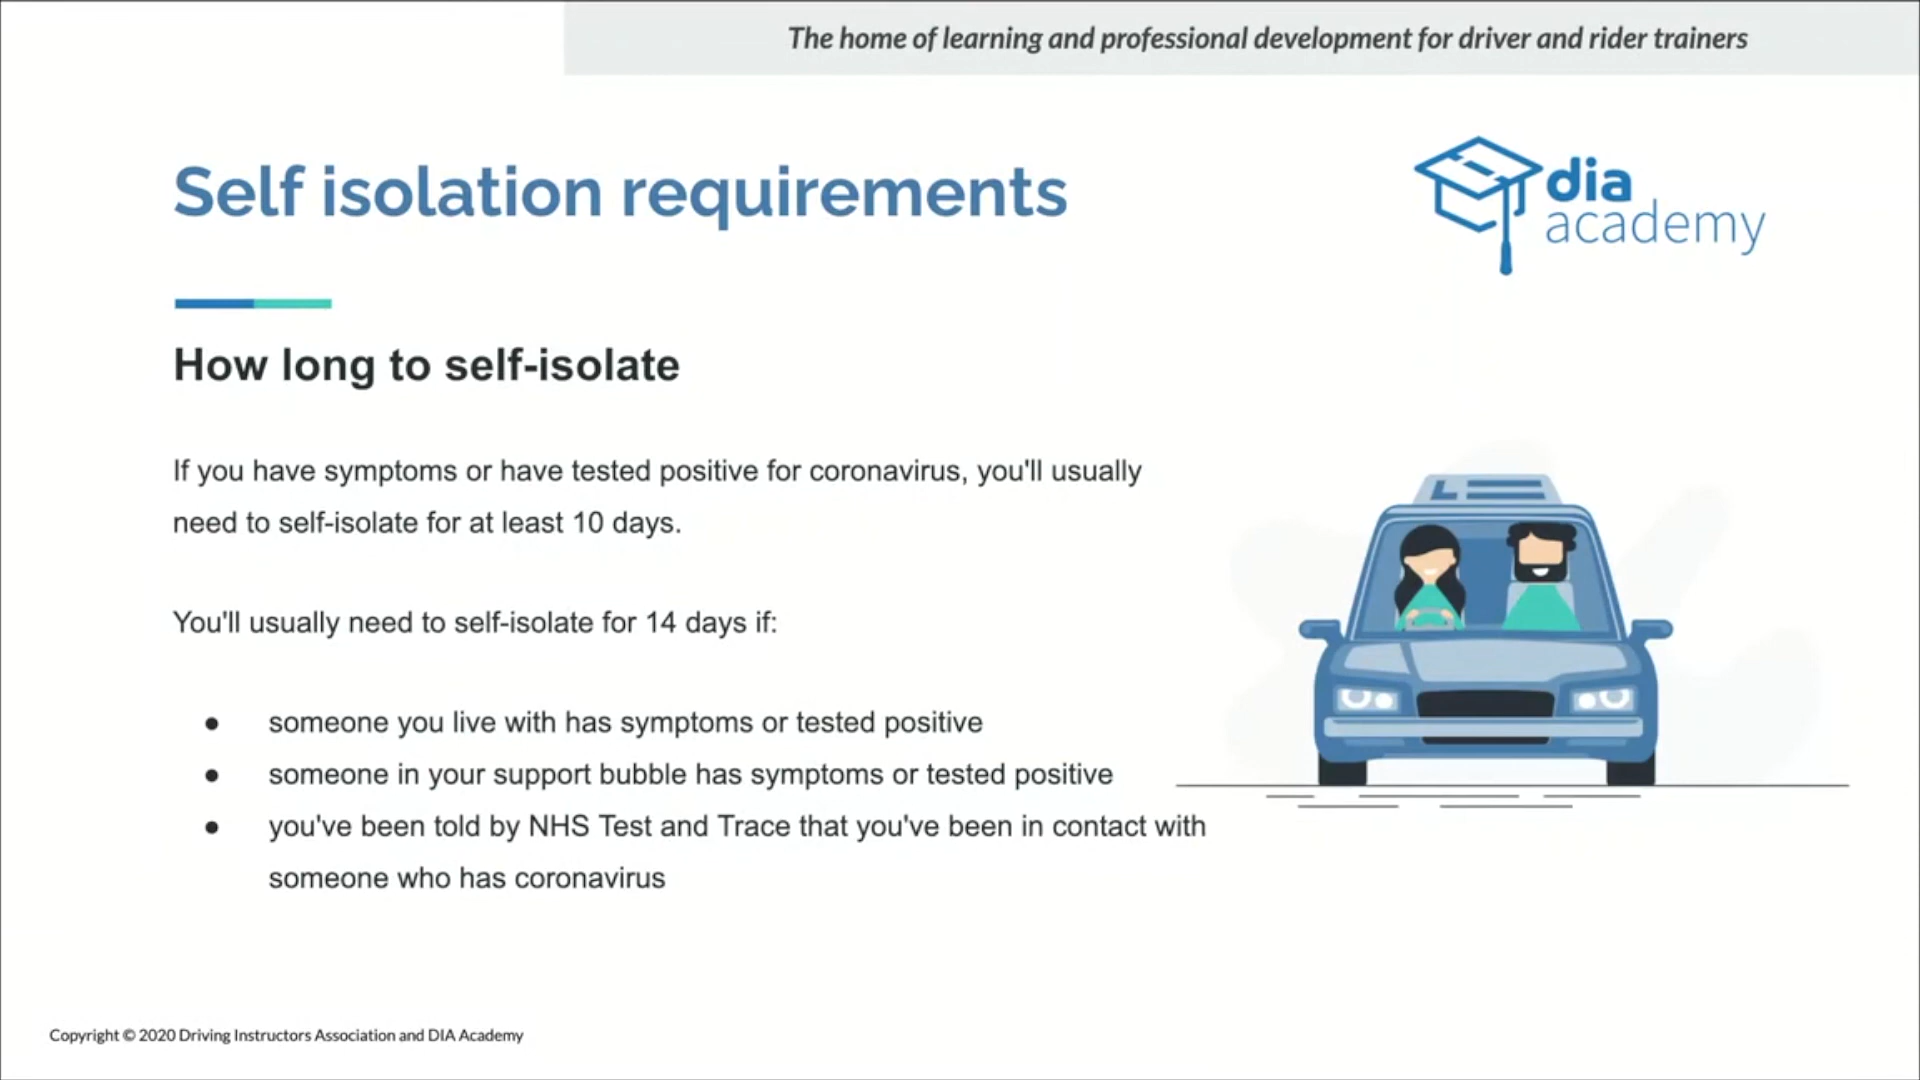 The home of learning and professional development for driver and rider trainers
Self isolation requirements
dia
academy
How long to self-isolate
If you have symptoms or have tested positive for coronavirus, you'll usually
need to self-isolate for at least 10 days.
You'll usually need to self-isolate for 14 days if:
● someone you live with has symptoms or tested positive
● someone in your support bubble has symptoms or tested positive
● you've been told by NHS Test and Trace that you've been in contact with
someone who has coronavirus
L
Copyright © 2020 Driving Instructors Association and DIA Academy